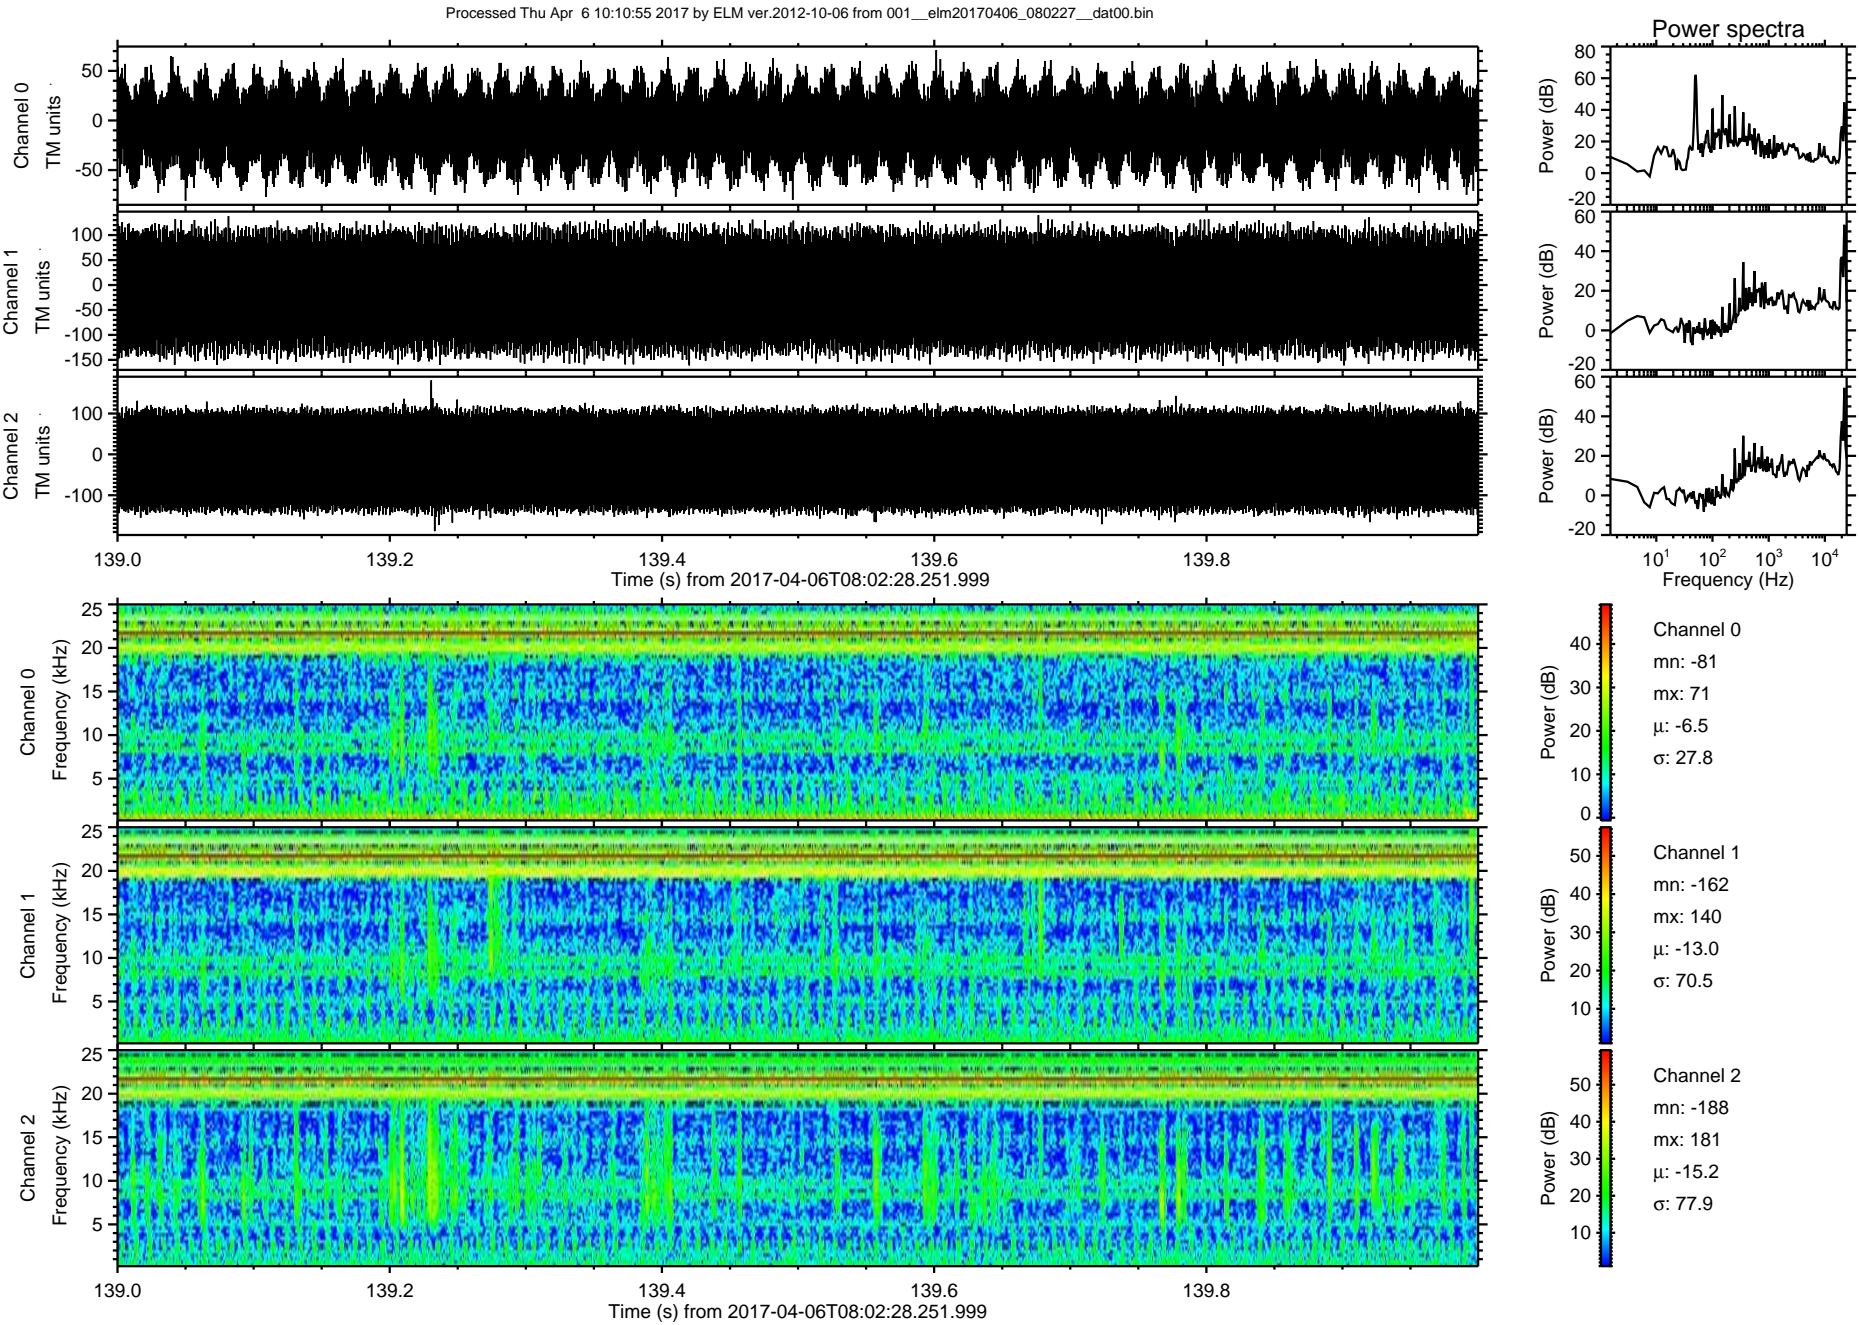 Processed Thu Apr  6 10:10:55 2017 by ELM ver.2012-10-06 from 001__elm20170406_080227__dat00.bin
Power spectra
Channel 0
TM units
50
0
-50
Power (dB)
80
60
40
20
0
-20
Channel 1
TM units
100
50
0
-50
-100
-150
Power (dB)
60
40
20
0
-20
Channel 2
TM units
100
0
-100
Power (dB)
60
40
20
0
-20
139.0 139.2 139.4 139.6 139.8
Time (s) from 2017-04-06T08:02:28.251.999
10¹ 10² 10³ 10⁴
Frequency (Hz)
Channel 0
Frequency (kHz)
25
20
15
10
5
Power (dB)
40
30
20
10
0
Channel 0
mn: -81
mx: 71
μ: -6.5
σ: 27.8
Channel 1
Frequency (kHz)
25
20
15
10
5
Power (dB)
50
40
30
20
10
Channel 1
mn: -162
mx: 140
μ: -13.0
σ: 70.5
Channel 2
Frequency (kHz)
25
20
15
10
5
Power (dB)
50
40
30
20
10
Channel 2
mn: -188
mx: 181
μ: -15.2
σ: 77.9
139.0 139.2 139.4 139.6 139.8
Time (s) from 2017-04-06T08:02:28.251.999